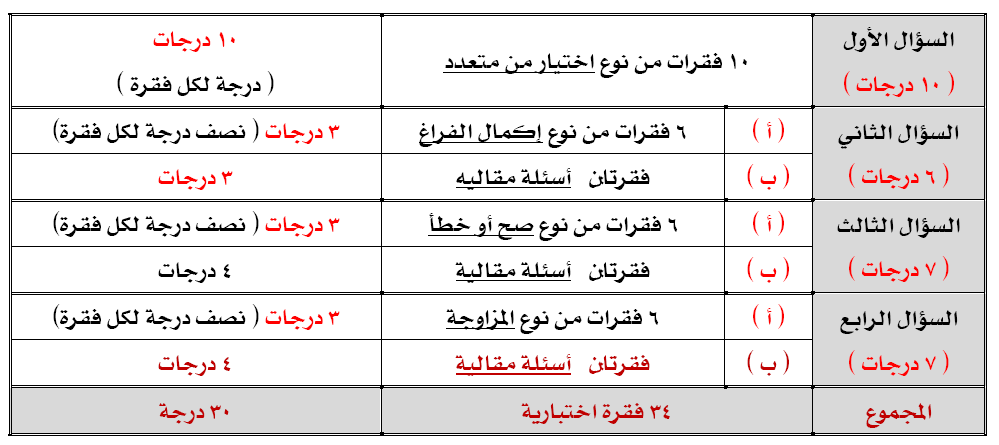 السؤال الأول
( ١٠ درجات )
١٠ فقرات من نوع اختيار من متعدد
١٠ درجات
( درجة لكل فقرة )
السؤال الثاني
( ٦ درجات )
( أ ) ٦ فقرات من نوع إكمال الفراغ ٣ درجات ( نصف درجة لكل فقرة)
( ب ) فقرتان أسئلة مقاليه ٣ درجات
السؤال الثالث
( ٧ درجات )
( أ ) ٦ فقرات من نوع صح أو خطأ ٣ درجات ( نصف درجة لكل فقرة)
( ب ) فقرتان أسئلة مقالية ٤ درجات
السؤال الرابع
( ٧ درجات )
( أ ) ٦ فقرات من نوع المزاوجة ٣ درجات ( نصف درجة لكل فقرة)
( ب ) فقرتان أسئلة مقالية ٤ درجات
المجموع ٣٤ فقرة اختبارية ٣٠ درجة